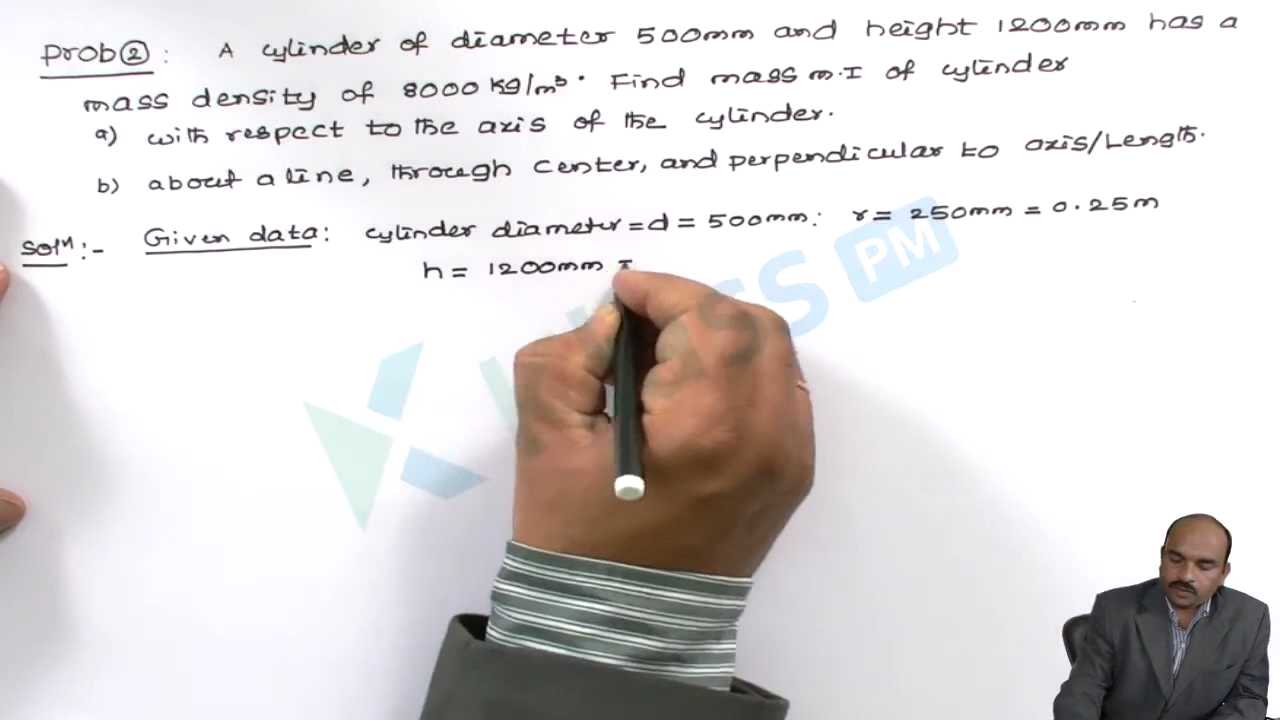 Prob②: A cylinder of diameter 500mm and height 1200mm has a
mass density of 8000 Kg/m³. Find mass m.I of cylinder
a) with respect to the axis of the cylinder.
b) about a line, through center, and perpendicular to axis/Length.
Solⁿ:- Given data: cylinder diameter = d = 500mm: r = 250mm = 0.25m
h = 1200mm =
PM